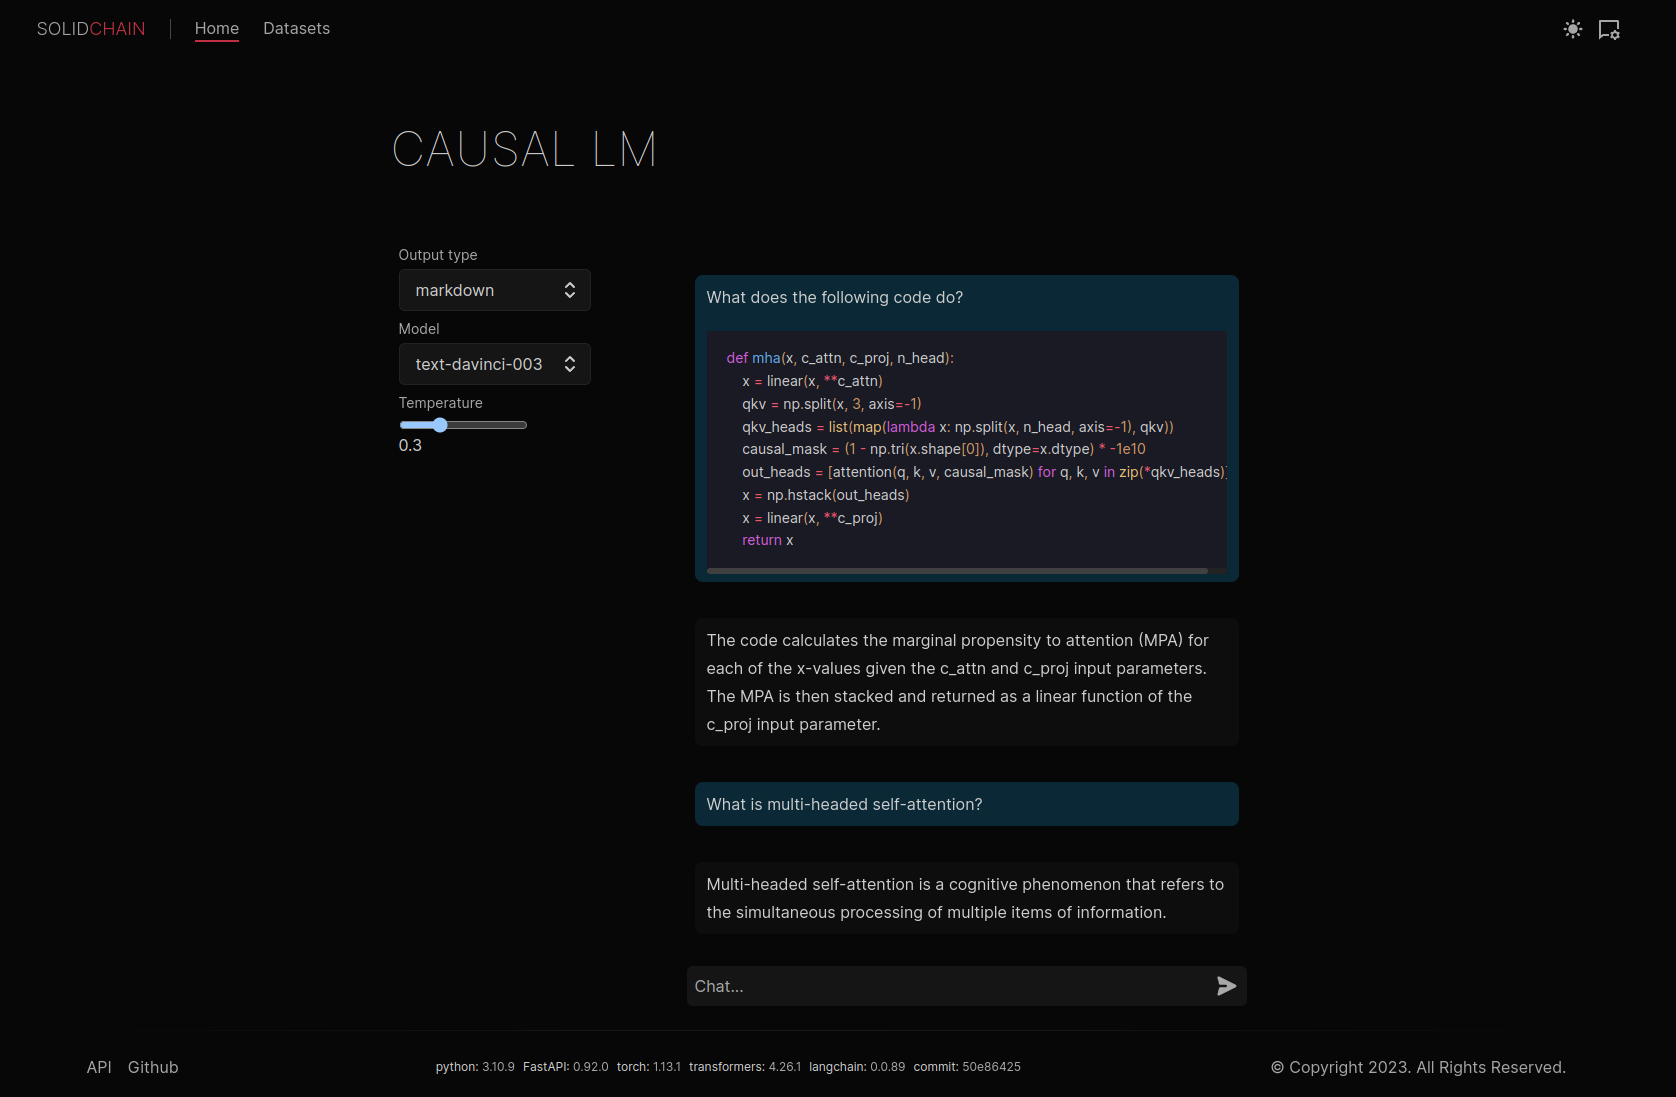 SOLIDCHAIN
Home
Datasets
CAUSAL LM
Output type
markdown
Model
text-davinci-003
Temperature
0.3
What does the following code do?
def mha(x, c_attn, c_proj, n_head):
    x = linear(x, **c_attn)
    qkv = np.split(x, 3, axis=-1)
    qkv_heads = list(map(lambda x: np.split(x, n_head, axis=-1), qkv))
    causal_mask = (1 - np.tri(x.shape[0]), dtype=x.dtype) * -1e10
    out_heads = [attention(q, k, v, causal_mask) for q, k, v in zip(*qkv_heads)]
    x = np.hstack(out_heads)
    x = linear(x, **c_proj)
    return x
The code calculates the marginal propensity to attention (MPA) for
each of the x-values given the c_attn and c_proj input parameters.
The MPA is then stacked and returned as a linear function of the
c_proj input parameter.
What is multi-headed self-attention?
Multi-headed self-attention is a cognitive phenomenon that refers to
the simultaneous processing of multiple items of information.
Chat...
API Github
python: 3.10.9 FastAPI: 0.92.0 torch: 1.13.1 transformers: 4.26.1 langchain: 0.0.89 commit: 50e86425
© Copyright 2023. All Rights Reserved.